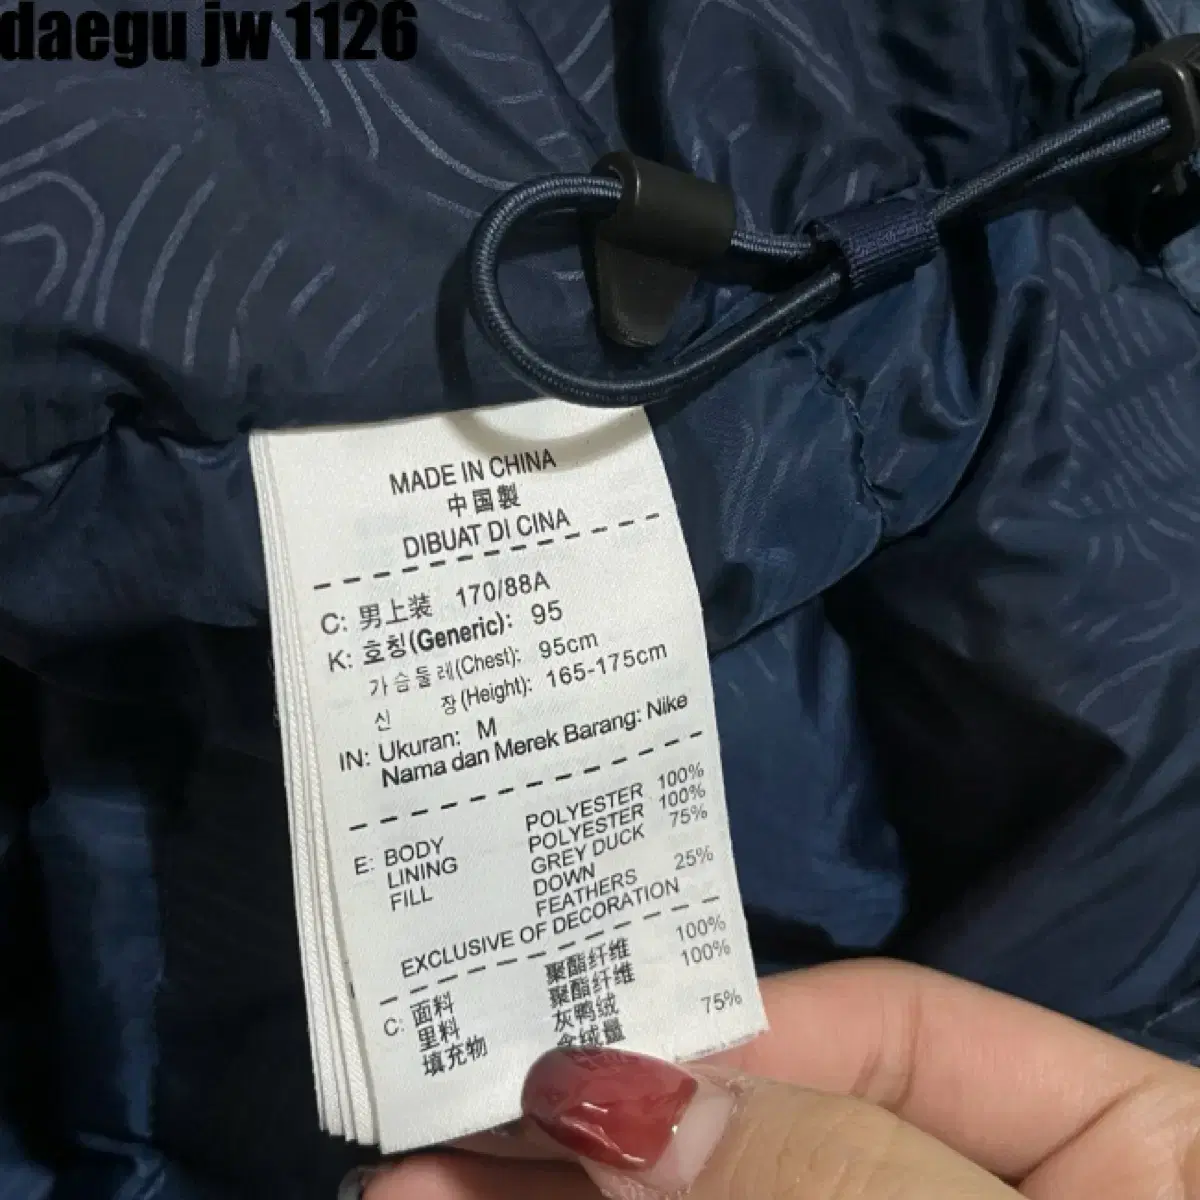 daegu jw 1126
MADE IN CHINA
中国製
DIBUAT DI CINA
C: 男上装 170/88A
K: 호칭(Generic): 95
가슴둘레(Chest): 95cm
신 장(Height): 165-175cm
IN: Ukuran: M
Nama dan Merek Barang: Nike
E: BODY POLYESTER 100%
LINING POLYESTER 100%
FILL GREY DUCK 75%
DOWN
FEATHERS 25%
EXCLUSIVE OF DECORATION
C: 面料 聚酯纤维 100%
里料 聚酯纤维 100%
填充物 灰鸭绒
含绒量 75%